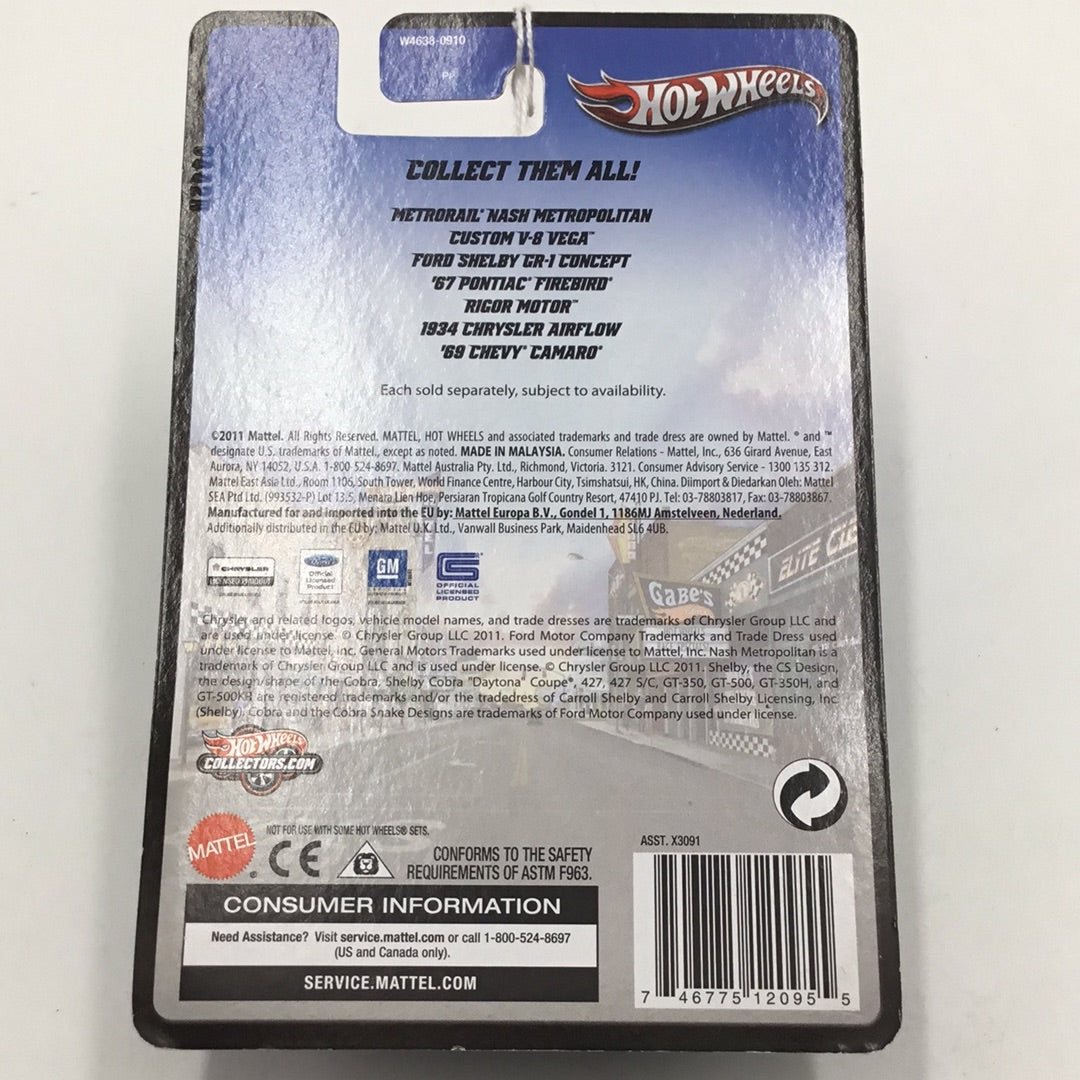 W4638-0910
PP
HOT WHEELS
COLLECT THEM ALL!
METRORAIL® NASH METROPOLITAN
CUSTOM V-8 VEGA™
FORD SHELBY GR-1 CONCEPT
'67 PONTIAC® FIREBIRD®
RIGOR MOTOR™
1934 CHRYSLER AIRFLOW
'69 CHEVY® CAMARO®
Each sold separately, subject to availability.
©2011 Mattel. All Rights Reserved. MATTEL, HOT WHEELS and associated trademarks and trade dress are owned by Mattel. ® and ™
designate U.S. trademarks of Mattel, except as noted. MADE IN MALAYSIA. Consumer Relations - Mattel, Inc., 636 Girard Avenue, East
Aurora, NY 14052, U.S.A. 1-800-524-8697. Mattel Australia Pty. Ltd., Richmond, Victoria. 3121. Consumer Advisory Service - 1300 135 312.
Mattel East Asia Ltd., Room 1106, South Tower, World Finance Centre, Harbour City, Tsimshatsui, HK, China. Diimport & Diedarkan Oleh: Mattel
SEA Ptd Ltd. (993532-P) Lot 13.5, Menara Lien Hoe, Persiaran Tropicana Golf Country Resort, 47410 PJ. Tel: 03-78803817, Fax: 03-78803867.
Manufactured for and imported into the EU by: Mattel Europa B.V., Gondel 1, 1186MJ Amstelveen, Nederland.
Additionally distributed in the EU by: Mattel U.K. Ltd., Vanwall Business Park, Maidenhead SL6 4UB.
ELITE
GABE'S
CHRYSLER
LICENSED PRODUCT
Ford
Official
Licensed
Product
GM
OFFICIAL
LICENSED
PRODUCT
Chrysler and related logos, vehicle model names, and trade dresses are trademarks of Chrysler Group LLC and
are used under license. © Chrysler Group LLC 2011. Ford Motor Company Trademarks and Trade Dress used
under license to Mattel, Inc. General Motors Trademarks used under license to Mattel, Inc. Nash Metropolitan is a
trademark of Chrysler Group LLC and is used under license. © Chrysler Group LLC 2011. Shelby, the CS Design,
the design/shape of the Cobra, Shelby Cobra "Daytona" Coupe®, 427, 427 S/C, GT-350, GT-500, GT-350H, and
GT-500KR are registered trademarks and/or the tradedress of Carroll Shelby and Carroll Shelby Licensing, Inc
(Shelby). Cobra and the Cobra Snake Designs are trademarks of Ford Motor Company used under license.
HOT WHEELS
COLLECTORS.COM
MATTEL
NOT FOR USE WITH SOME HOT WHEELS® SETS.
CE
CONFORMS TO THE SAFETY
REQUIREMENTS OF ASTM F963.
CONSUMER INFORMATION
Need Assistance? Visit service.mattel.com or call 1-800-524-8697
(US and Canada only).
SERVICE.MATTEL.COM
ASST. X3091
7 46775 12095 5